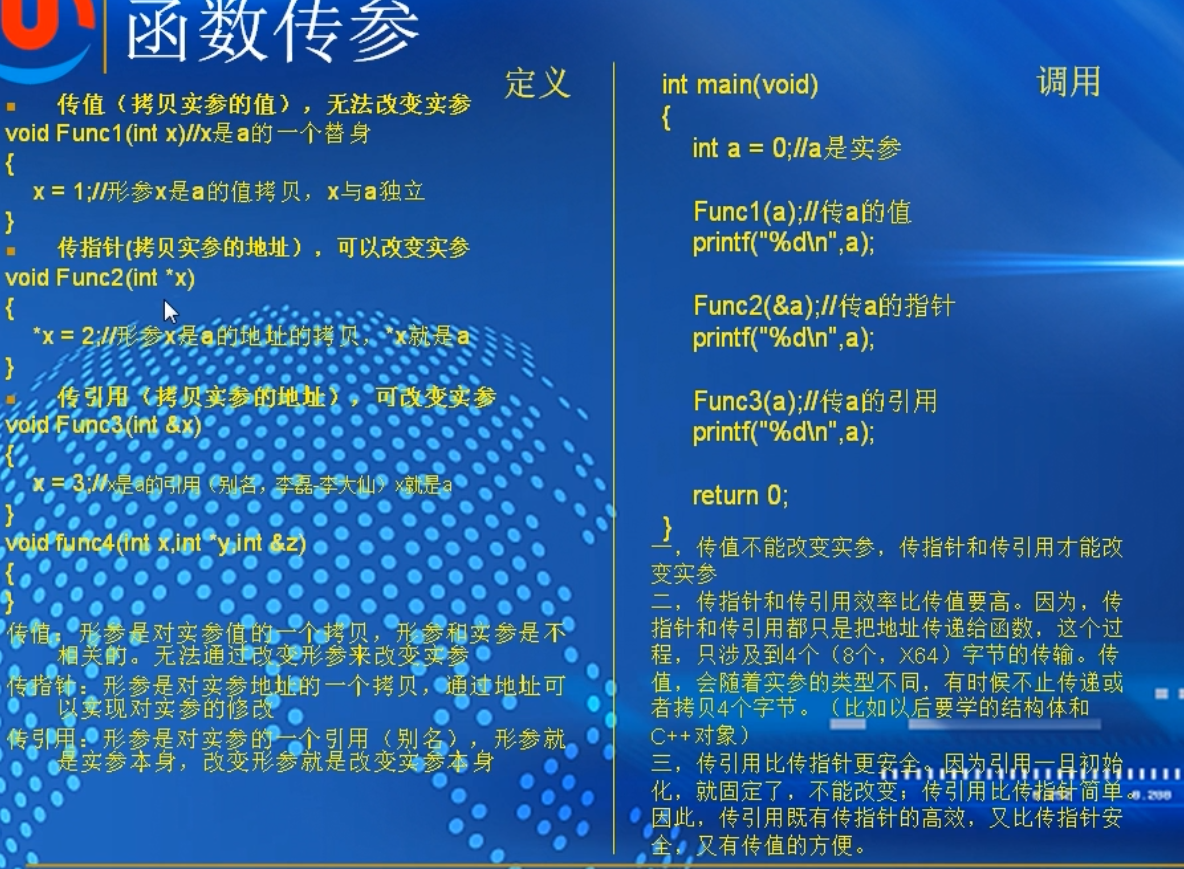 函数传参
定义
传值（拷贝实参的值），无法改变实参
void Func1(int x)//x是a的一个替身
{
x = 1;//形参x是a的值拷贝，x与a独立
}
传指针(拷贝实参的地址），可以改变实参
void Func2(int *x)
{
*x = 2;//形参x是a的地址的拷贝，*x就是a
}
传引用（拷贝实参的地址），可改变实参
void Func3(int &x)
{
x = 3;//x是a的引用（别名，李磊-李大仙）x就是a
}
void func4(int x,int *y,int &z)
{
}
传值：形参是对实参值的一个拷贝，形参和实参是不
相关的。无法通过改变形参来改变实参
传指针：形参是对实参地址的一个拷贝，通过地址可
以实现对实参的修改
传引用：形参是对实参的一个引用（别名），形参就
是实参本身，改变形参就是改变实参本身
调用
int main(void)
{
int a = 0;//a是实参
Func1(a);//传a的值
printf("%d\n",a);
Func2(&a);//传a的指针
printf("%d\n",a);
Func3(a);//传a的引用
printf("%d\n",a);
return 0;
}
一，传值不能改变实参，传指针和传引用才能改
变实参
二，传指针和传引用效率比传值要高。因为，传
指针和传引用都只是把地址传递给函数，这个过
程，只涉及到4个（8个，X64）字节的传输。传
值，会随着实参的类型不同，有时候不止传递或
者拷贝4个字节。（比如以后要学的结构体和
C++对象）
三，传引用比传指针更安全。因为引用一旦初始
化，就固定了，不能改变；传引用比传指针简单。
因此，传引用既有传指针的高效，又比传指针安
全，又有传值的方便。